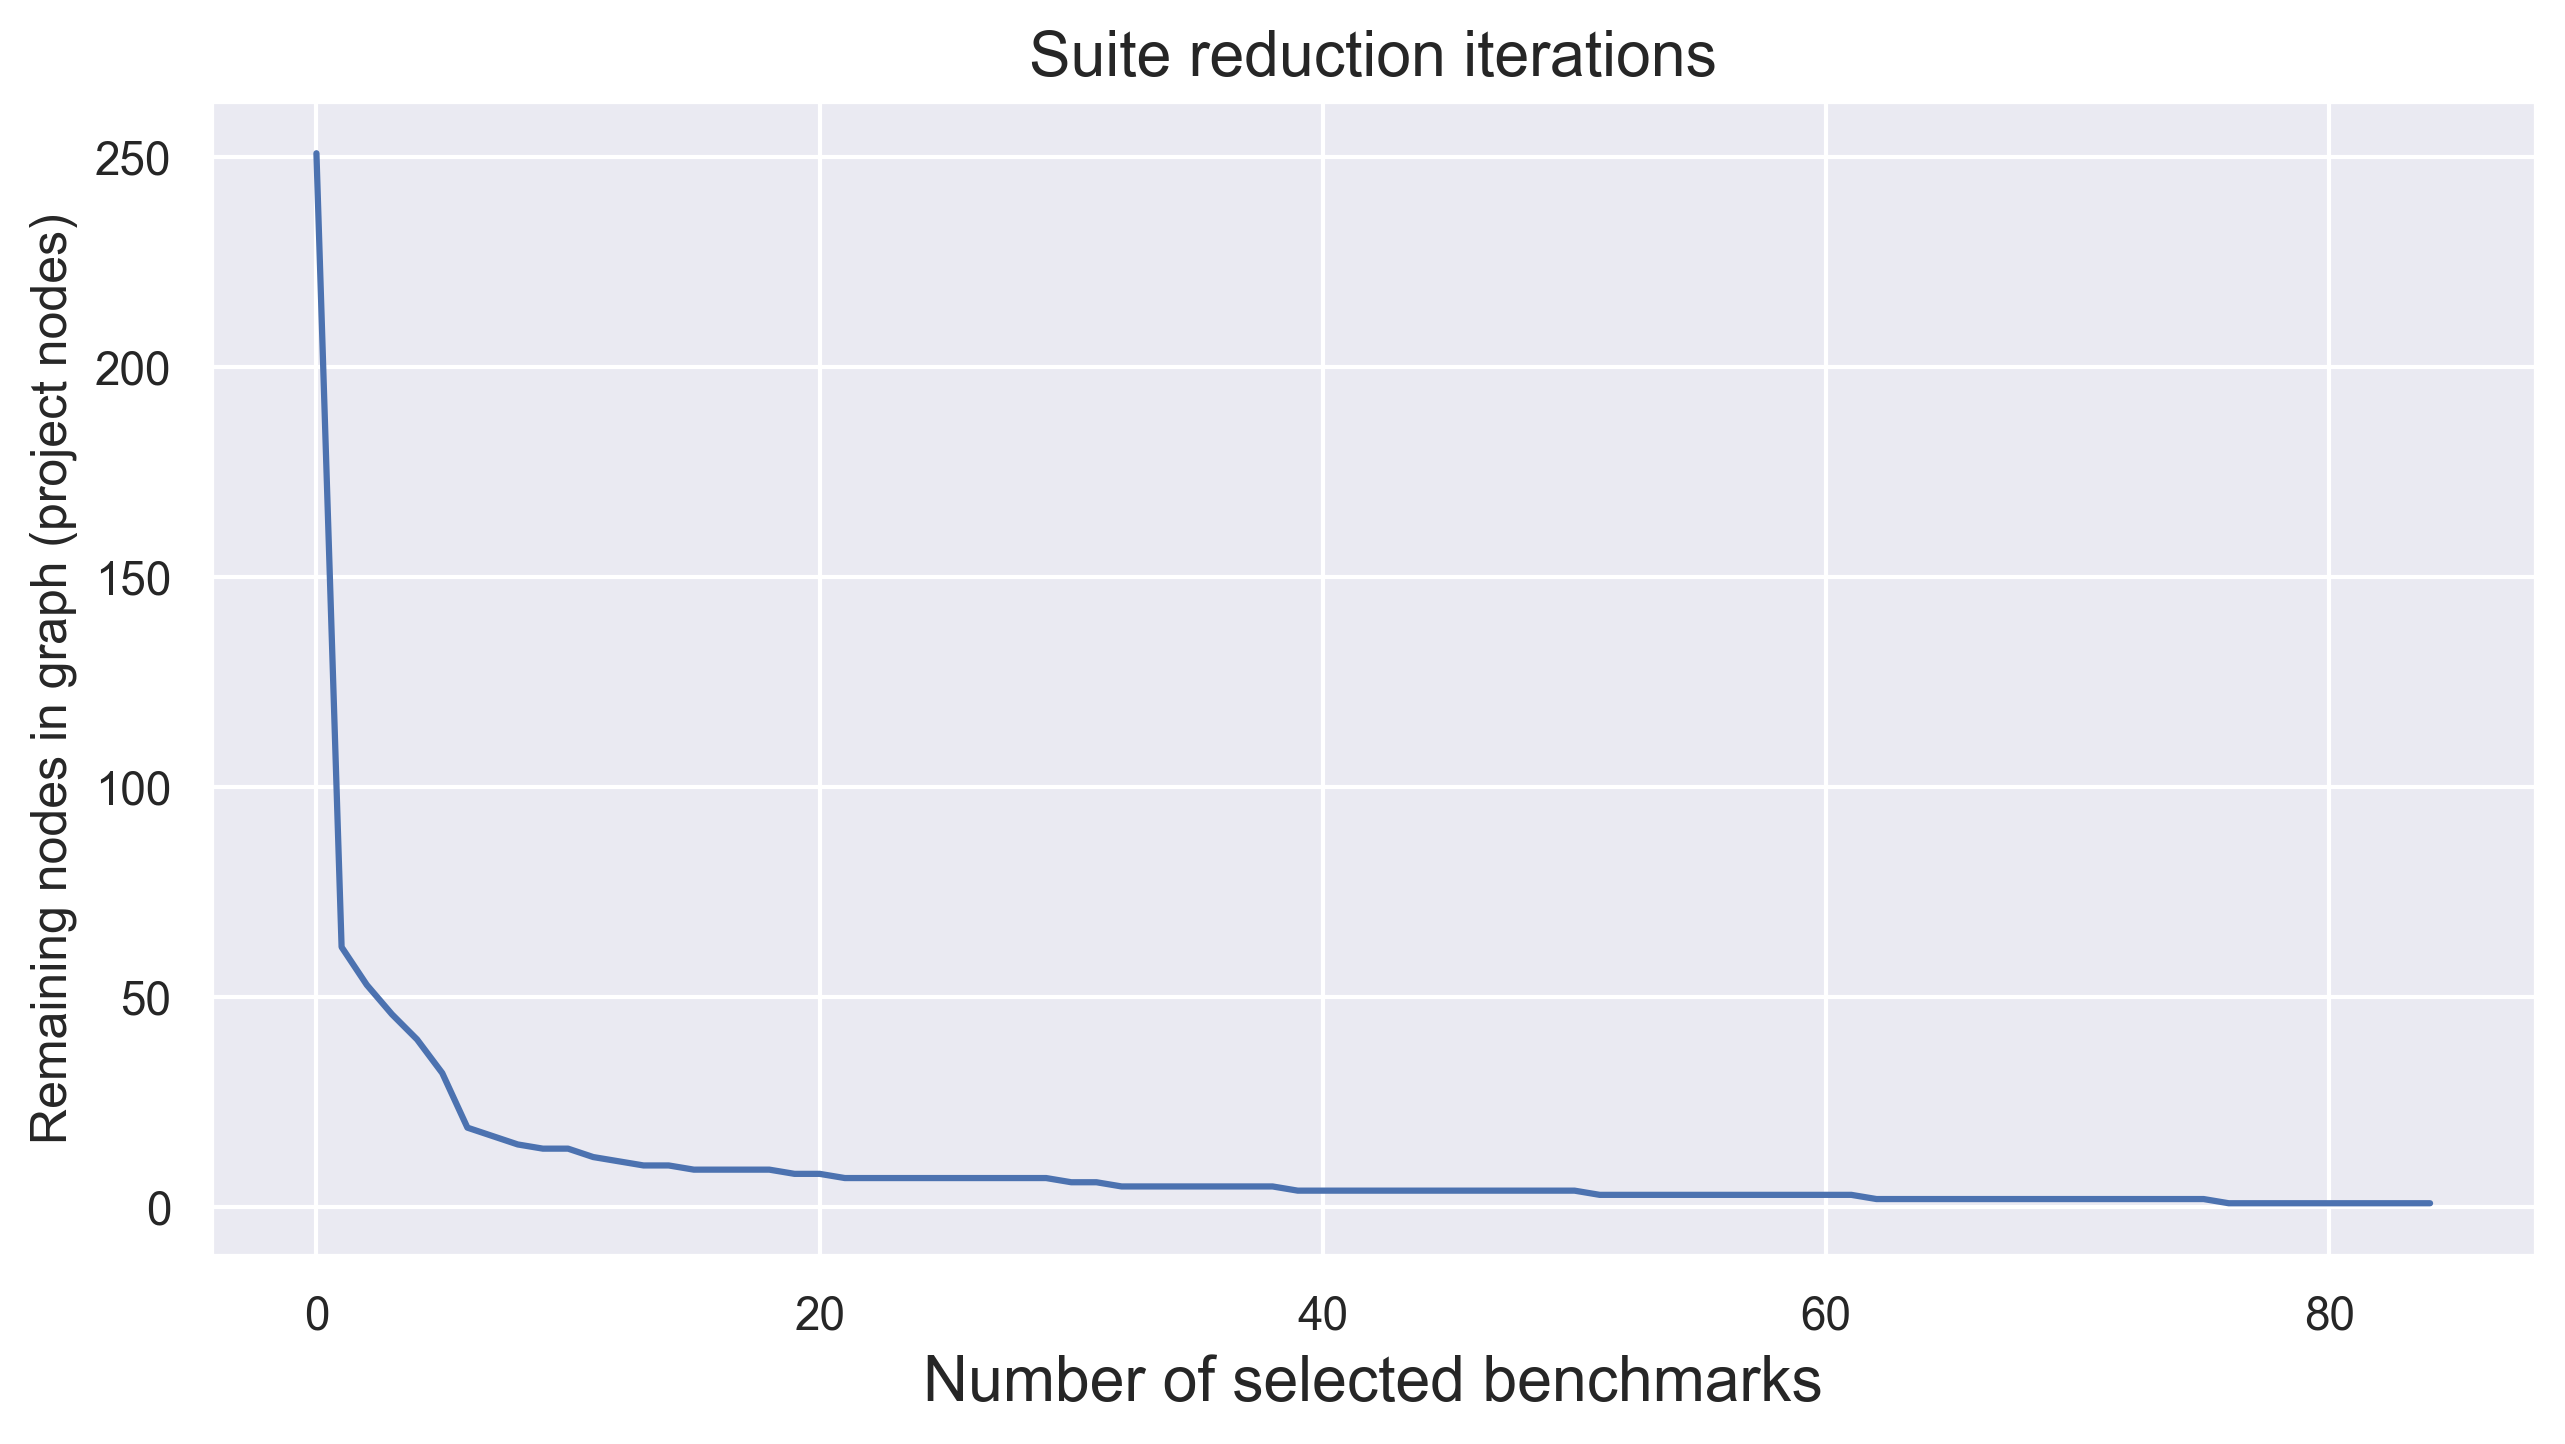 Suite reduction iterations
Remaining nodes in graph (project nodes)
250
200
150
100
50
0
0 20 40 60 80
Number of selected benchmarks